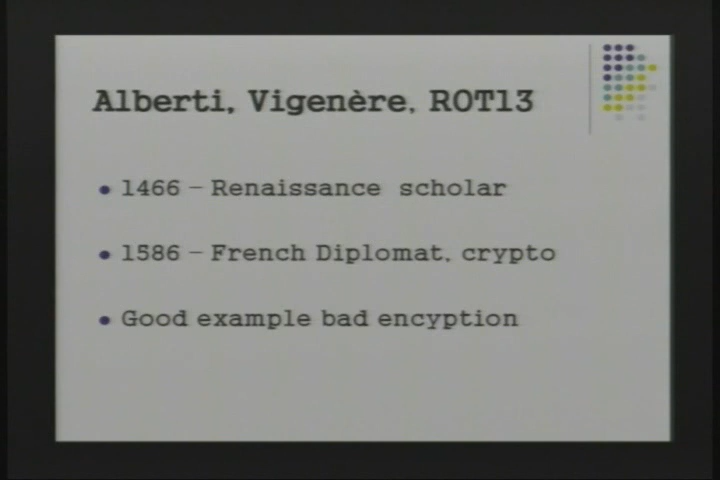 Alberti, Vigenère, ROT13
1466 – Renaissance scholar
1586 – French Diplomat, crypto
Good example bad encyption